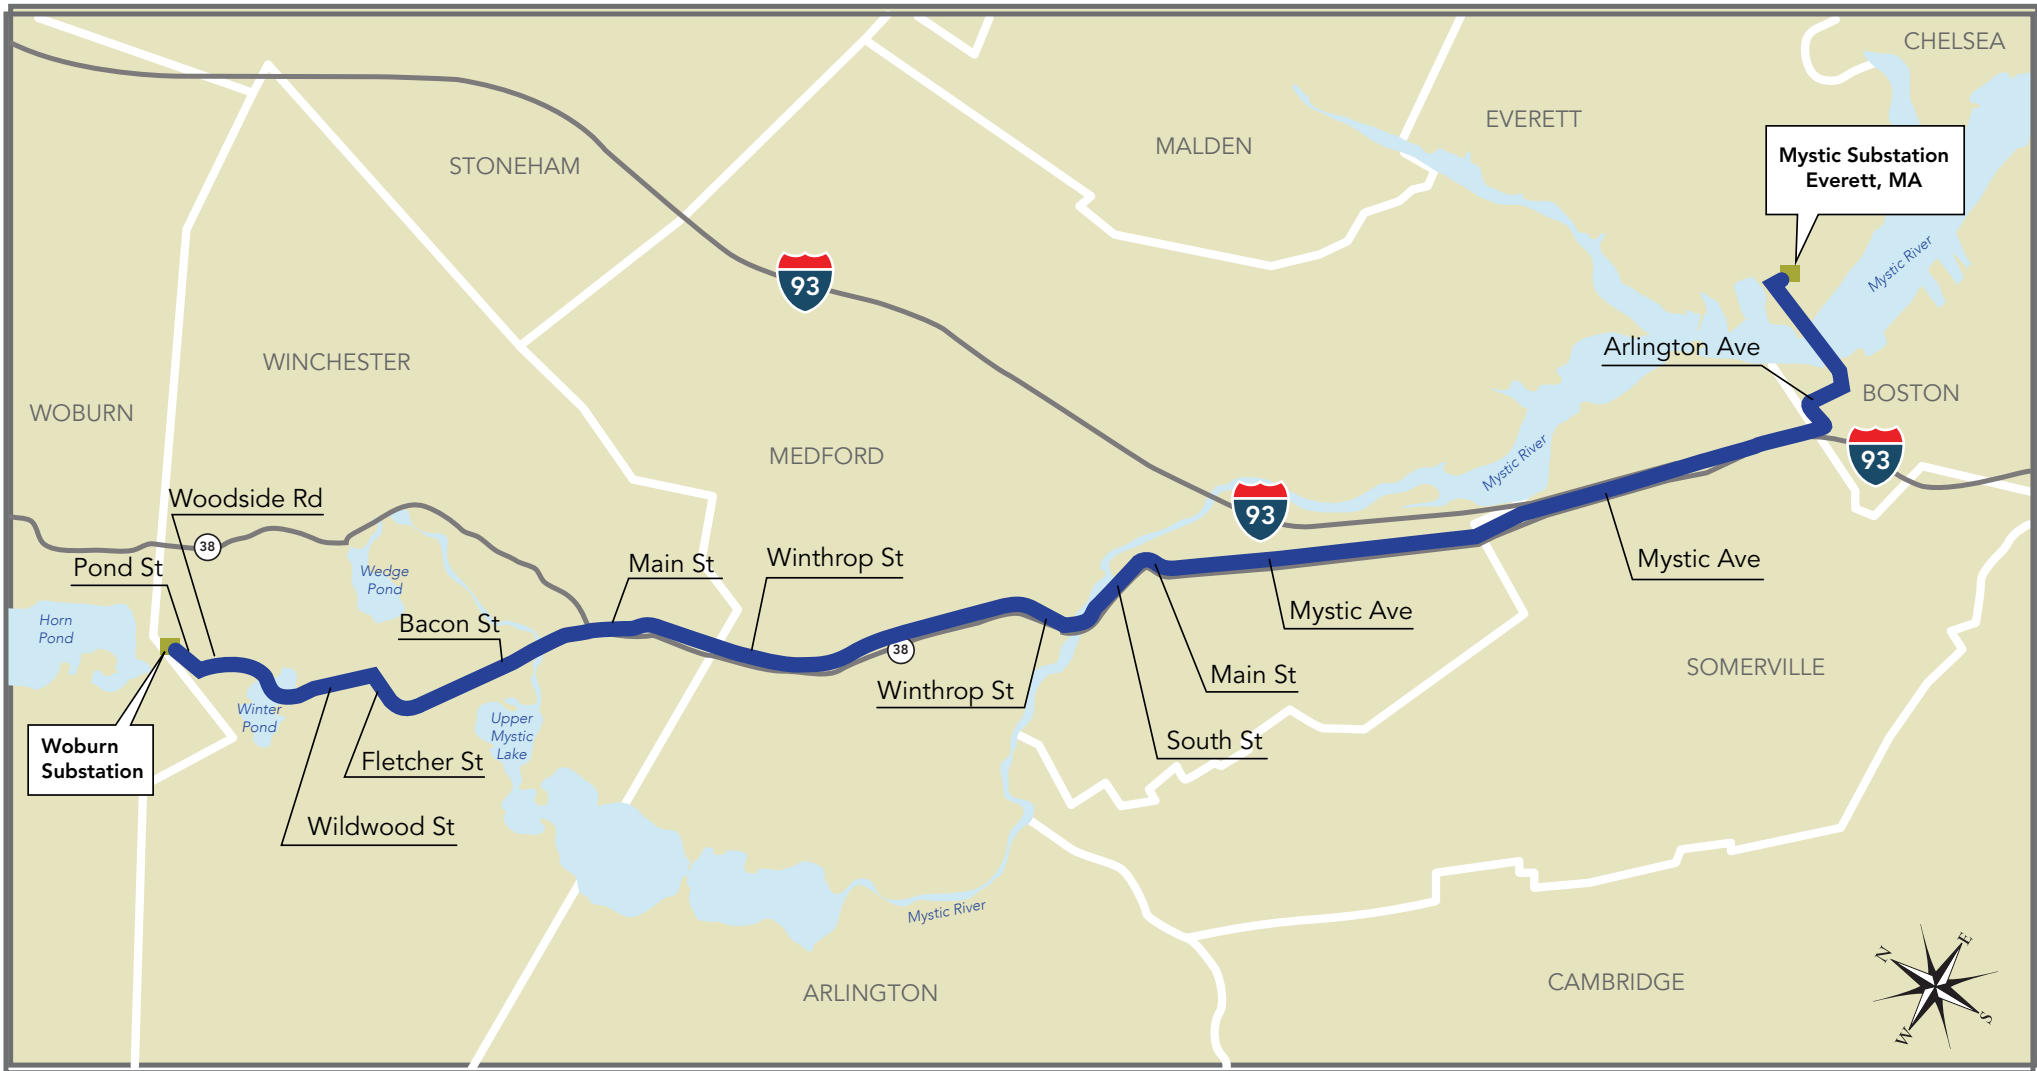 CHELSEA
EVERETT
MALDEN
STONEHAM
Mystic Substation
Everett, MA
Mystic River
93
Arlington Ave
WINCHESTER
BOSTON
WOBURN
MEDFORD
93
Mystic River
Woodside Rd
93
38
Pond St
Wedge
Pond
Main St
Winthrop St
Mystic Ave
Horn
Pond
Bacon St
Mystic Ave
38
SOMERVILLE
Main St
Winthrop St
Winter
Pond
Upper
Mystic
Lake
South St
Woburn
Substation
Fletcher St
Wildwood St
Mystic River
ARLINGTON
CAMBRIDGE
N
E
S
W